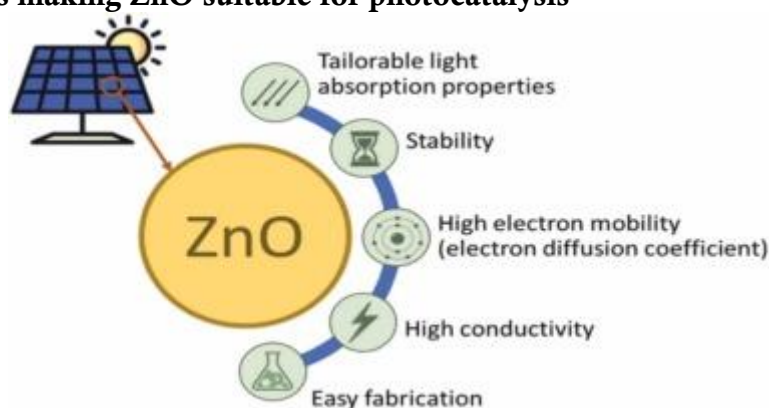 making ZnO suitable for photocatalysis
Tailorable light
absorption properties
Stability
ZnO
High electron mobility
(electron diffusion coefficient)
High conductivity
Easy fabrication